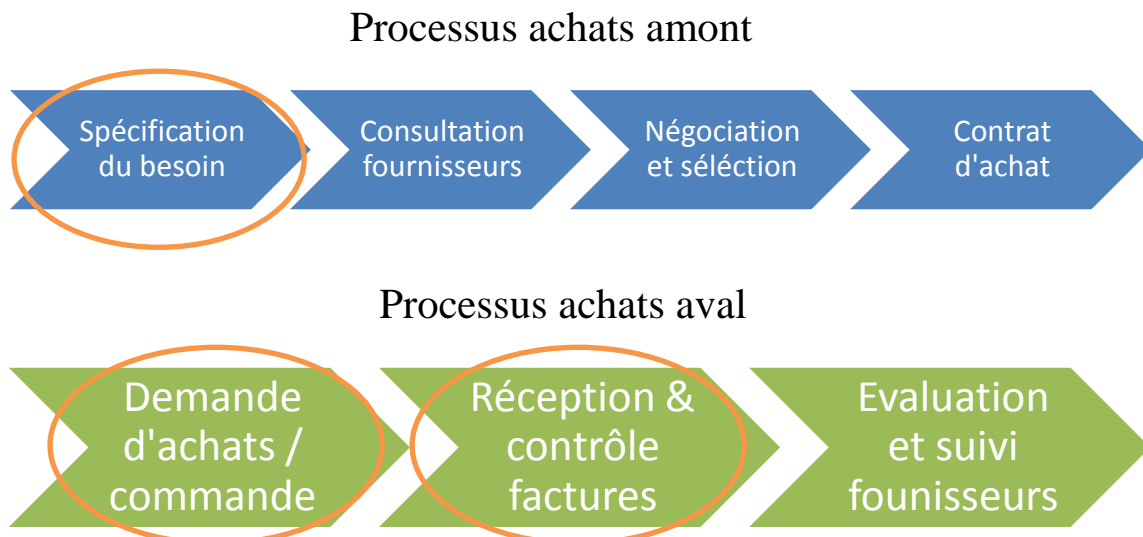 Processus achats amont
Spécification
du besoin
Consultation
fournisseurs
Négociation
et séléction
Contrat
d'achat
Processus achats aval
Demande
d'achats /
commande
Réception &
contrôle
factures
Evaluation
et suivi
founisseurs